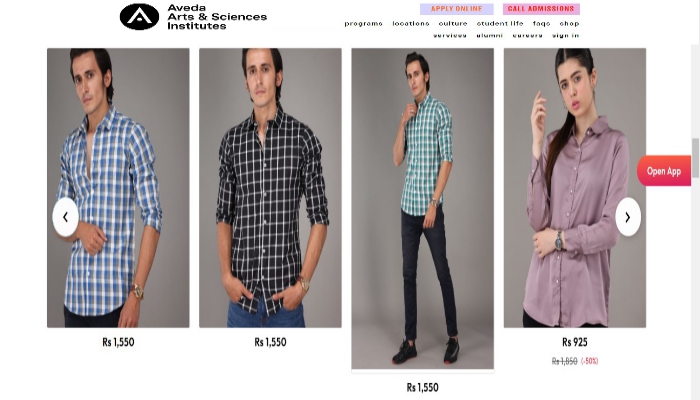 Aveda
Arts & Sciences
Institutes
APPLY ONLINE
CALL ADMISSIONS
programs locations culture student life faqs shop
services alumni careers sign in
Open App
Rs 1,550
Rs 1,550
Rs 1,550
Rs 925
Rs 1,850 (-50%)